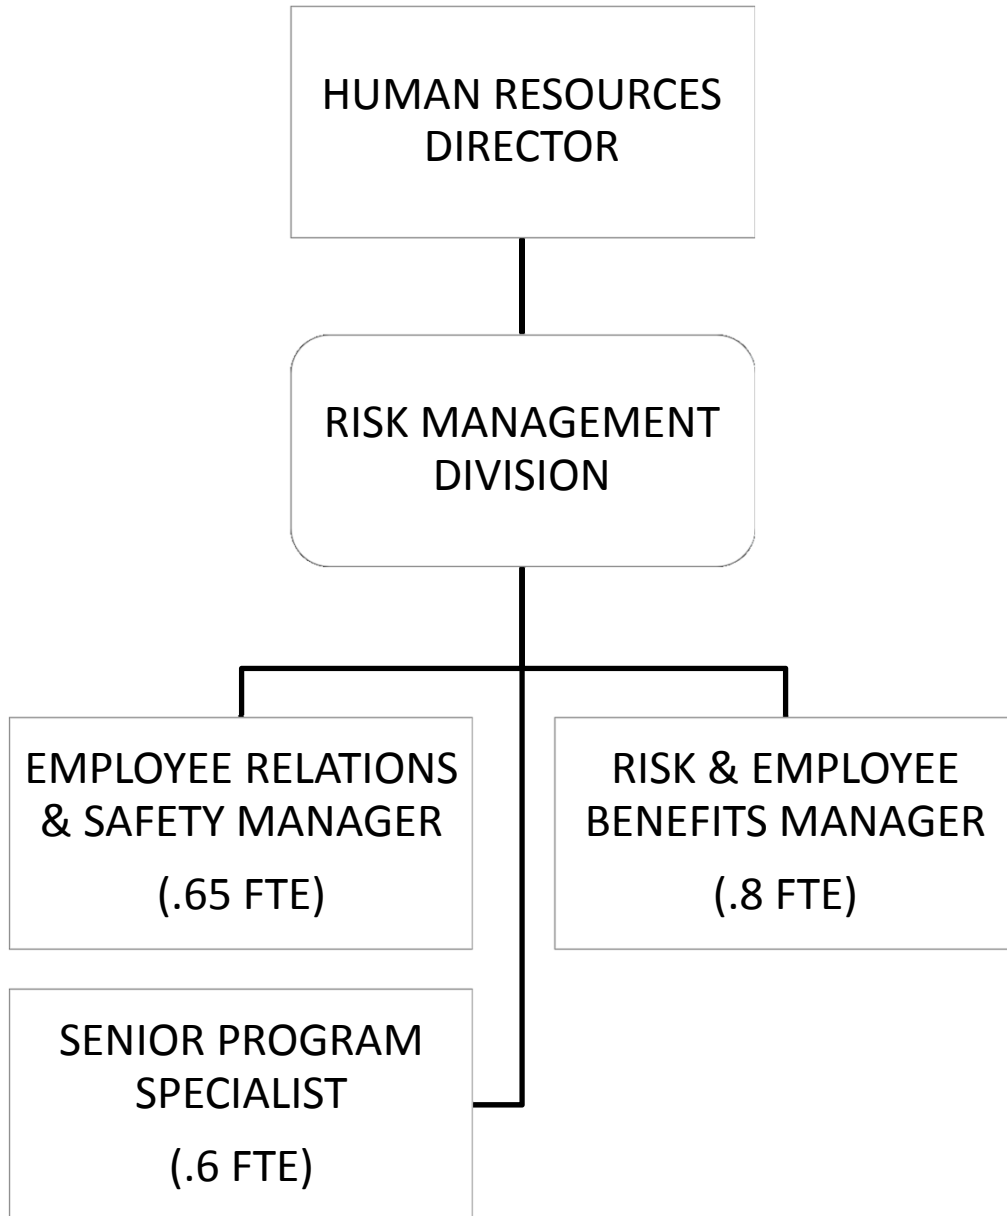 HUMAN RESOURCES
DIRECTOR
RISK MANAGEMENT
DIVISION
EMPLOYEE RELATIONS
& SAFETY MANAGER
(.65 FTE)
RISK & EMPLOYEE
BENEFITS MANAGER
(.8 FTE)
SENIOR PROGRAM
SPECIALIST
(.6 FTE)